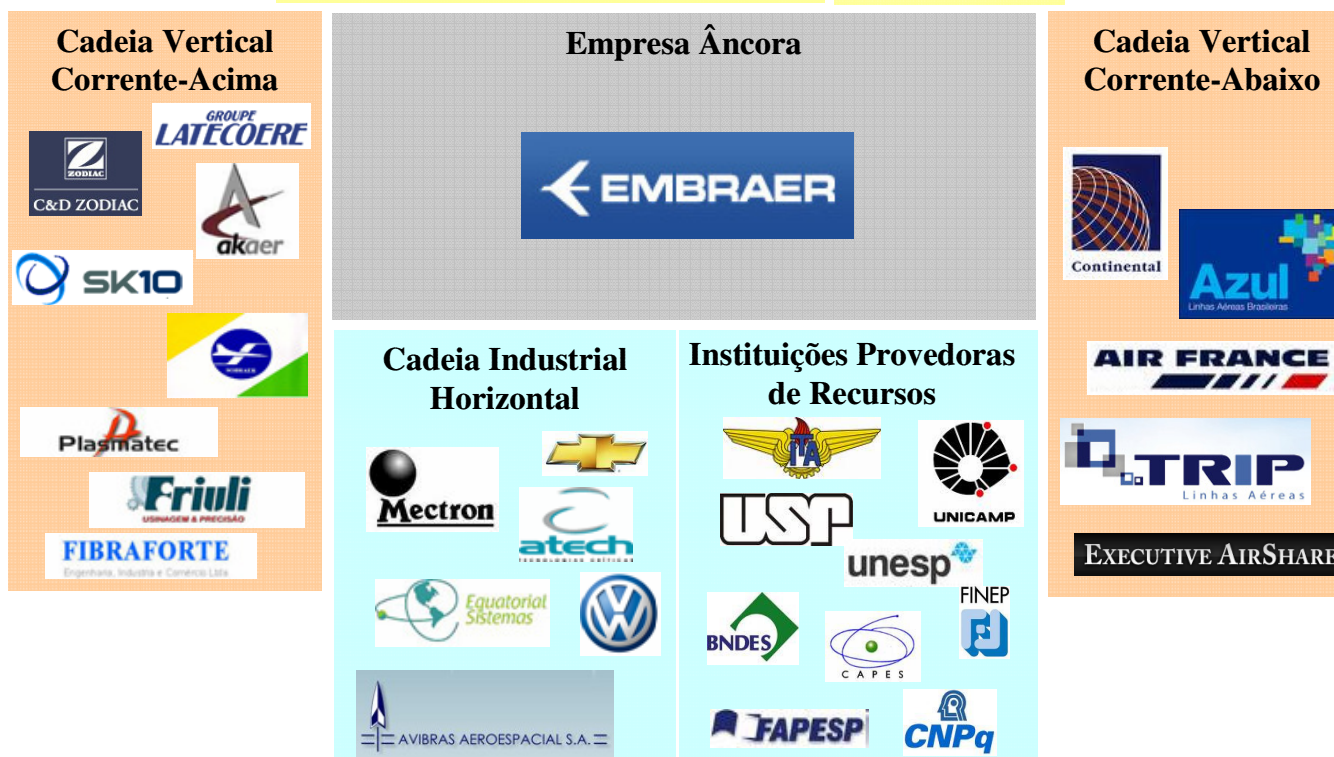 Cadeia Vertical
Corrente-Acima
GROUPE
LATECOERE
ZODIAC
C&D ZODIAC
akaer
SK10
SOBRAER
Plasmatec
Friuli
USINAGEM & PRECISÃO
FIBRAFORTE
Engenharia, Indústria e Comércio Ltda.
Empresa Âncora
EMBRAER
Cadeia Industrial
Horizontal
Mectron
atech
tecnologias críticas
Equatorial
Sistemas
AVIBRAS AEROESPACIAL S.A.
Instituições Provedoras
de Recursos
ITA
UNICAMP
USP
unesp
FINEP
BNDES
CAPES
FAPESP
CNPq
Cadeia Vertical
Corrente-Abaixo
Continental
Azul
Linhas Aéreas Brasileiras
AIR FRANCE
TRIP
Linhas Aéreas
EXECUTIVE AIRSHARE